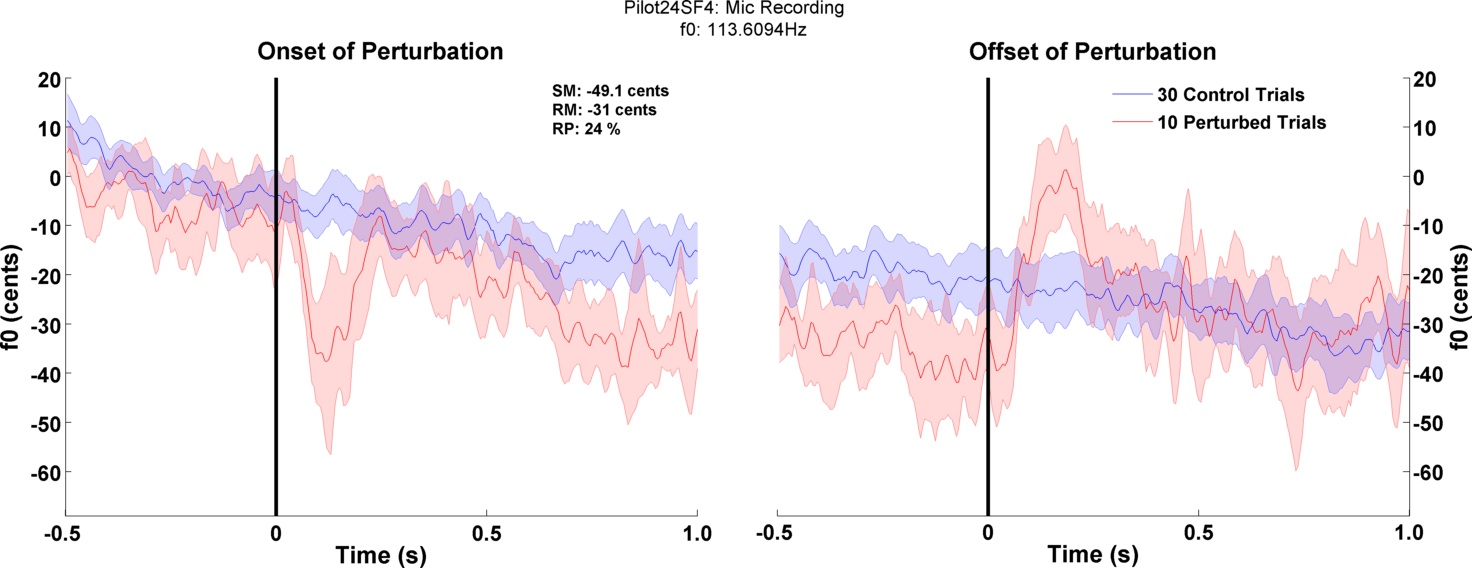 Pilot24SF4: Mic Recording
f0: 113.6094Hz
Onset of Perturbation
20
10
0
-10
-20
-30
-40
-50
-60
f0 (cents)
SM: -49.1 cents
RM: -31 cents
RP: 24 %
-0.5
0
0.5
1.0
Time (s)
Offset of Perturbation
30 Control Trials
10 Perturbed Trials
20
10
0
-10
-20
-30
-40
-50
-60
f0 (cents)
-0.5
0
0.5
1.0
Time (s)